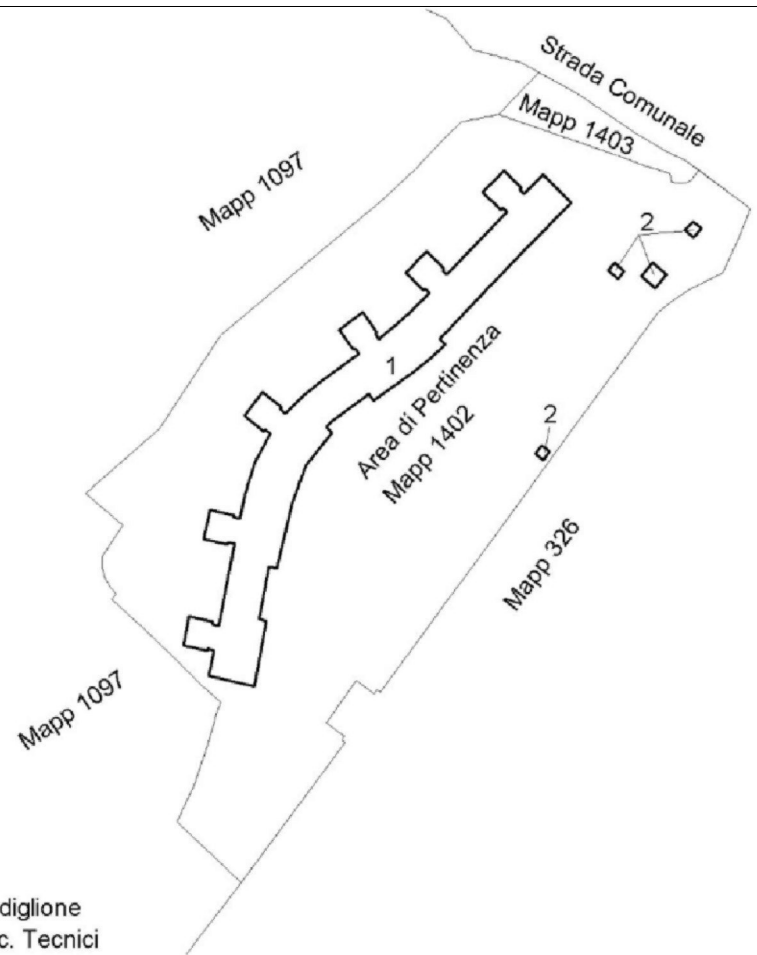 Strada Comunale
Mapp 1403
Mapp 1097
2
1
Area di Pertinenza
Mapp 1402
2
Mapp 326
Mapp 1097
diglione
c. Tecnici